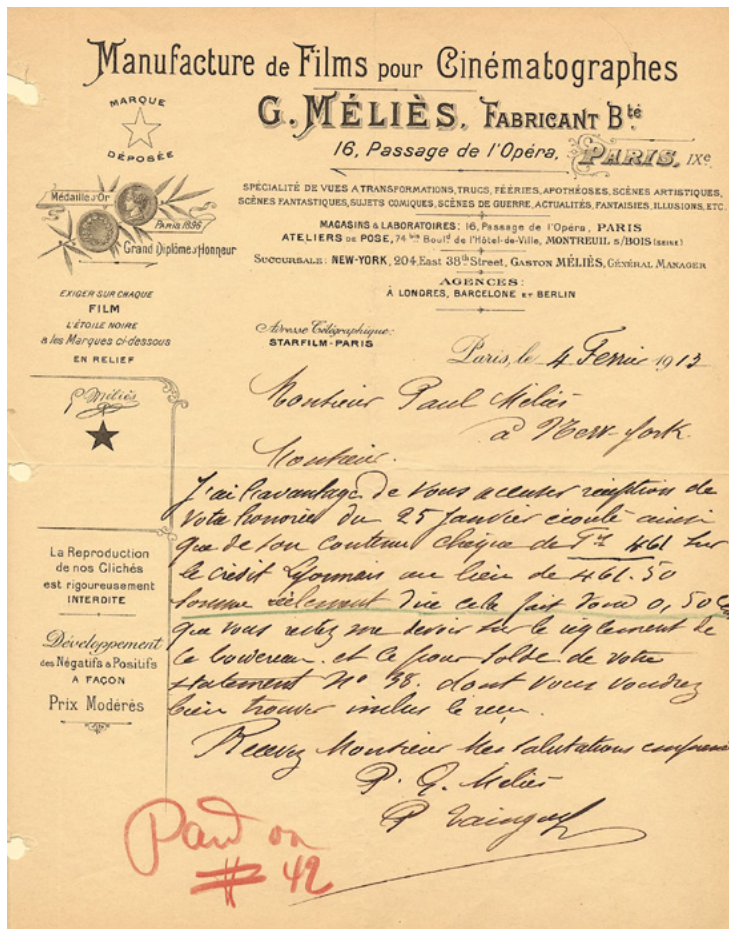 Manufacture de Films pour Cinématographes
G. MÉLIÈS, FABRICANT Bté
16, Passage de l'Opéra, PARIS, IXe
MARQUE
DÉPOSÉE
Médaille d'Or
PARIS 1896
Grand Diplôme d'Honneur
EXIGER SUR CHAQUE
FILM
L'ÉTOILE NOIRE
& les Marques ci-dessous
EN RELIEF
SPÉCIALITÉ DE VUES A TRANSFORMATIONS, TRUCS, FÉERIES, APOTHÉOSES, SCÈNES ARTISTIQUES,
SCÈNES FANTASTIQUES, SUJETS COMIQUES, SCÈNES DE GUERRE, ACTUALITÉS, FANTAISIES, ILLUSIONS, ETC.
MAGASINS & LABORATOIRES: 16, Passage de l'Opéra, PARIS
ATELIERS DE POSE, 74 bis Bould de l'Hôtel-de-Ville, MONTREUIL S/BOIS (SEINE)
SUCCURSALE: NEW-YORK, 204, East 38th Street, GASTON MÉLIÈS, GÉNÉRAL MANAGER
AGENCES:
À LONDRES, BARCELONE ET BERLIN
Adresse Télégraphique:
STARFILM-PARIS
Paris, le 4 Fevrier 1913
G. Méliès
La Reproduction
de nos Clichés
est rigoureusement
INTERDITE
Développement
des Négatifs & Positifs
A FAÇON
Prix Modérés
Monsieur Paul Méliès
à New-York.
Monsieur.
J'ai l'avantage de vous accuser réception de
votre honorée du 25 Janvier écoulé ainsi
que de son contenu chèque de Frs 461 sur
le crédit Lyonnais au lieu de 461.50
somme réellement due cela fait donc 0,50
que vous restez me devoir sur le règlement de
ce bordereau et ce pour solde de votre
statement No 38. dont vous voudrez
bien trouver inclus le reçu.
Recevez Monsieur mes salutations
P. G. Méliès
Paid on
# 42